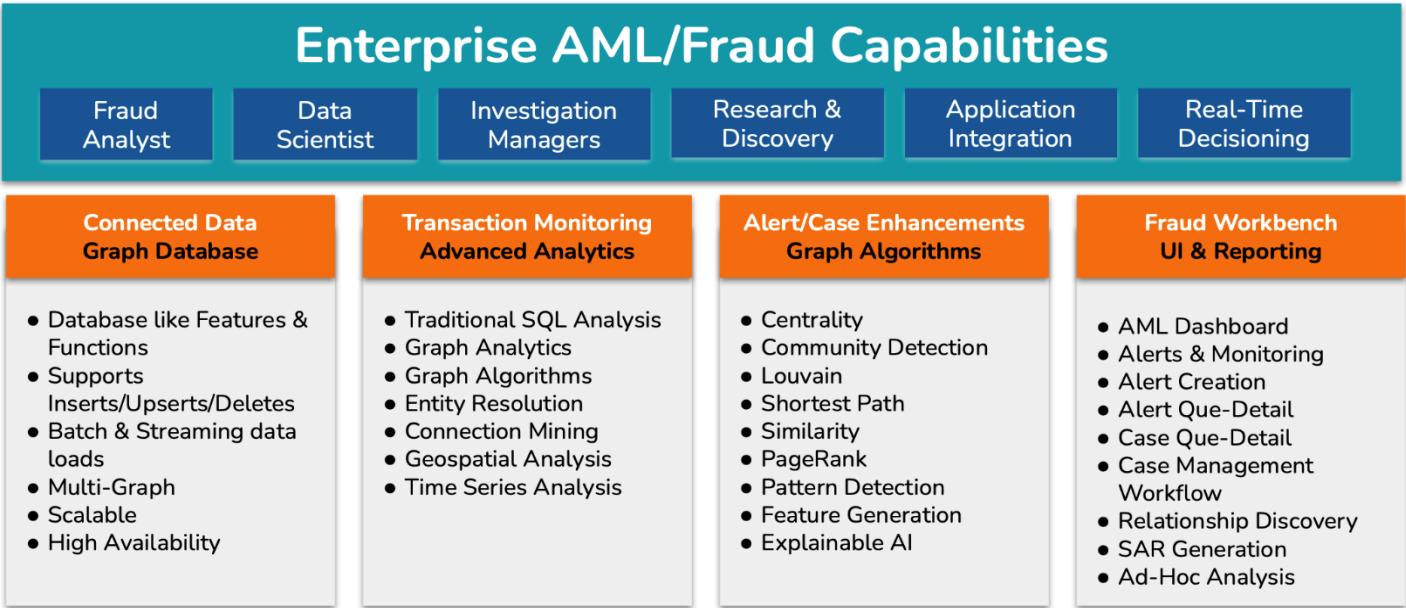 Enterprise AML/Fraud Capabilities
Fraud
Analyst
Data
Scientist
Investigation
Managers
Research &
Discovery
Application
Integration
Real-Time
Decisioning
Connected Data
Graph Database
● Database like Features &
Functions
● Supports
Inserts/Upserts/Deletes
● Batch & Streaming data
loads
● Multi-Graph
● Scalable
● High Availability
Transaction Monitoring
Advanced Analytics
● Traditional SQL Analysis
● Graph Analytics
● Graph Algorithms
● Entity Resolution
● Connection Mining
● Geospatial Analysis
● Time Series Analysis
Alert/Case Enhancements
Graph Algorithms
● Centrality
● Community Detection
● Louvain
● Shortest Path
● Similarity
● PageRank
● Pattern Detection
● Feature Generation
● Explainable AI
Fraud Workbench
UI & Reporting
● AML Dashboard
● Alerts & Monitoring
● Alert Creation
● Alert Que-Detail
● Case Que-Detail
● Case Management
Workflow
● Relationship Discovery
● SAR Generation
● Ad-Hoc Analysis